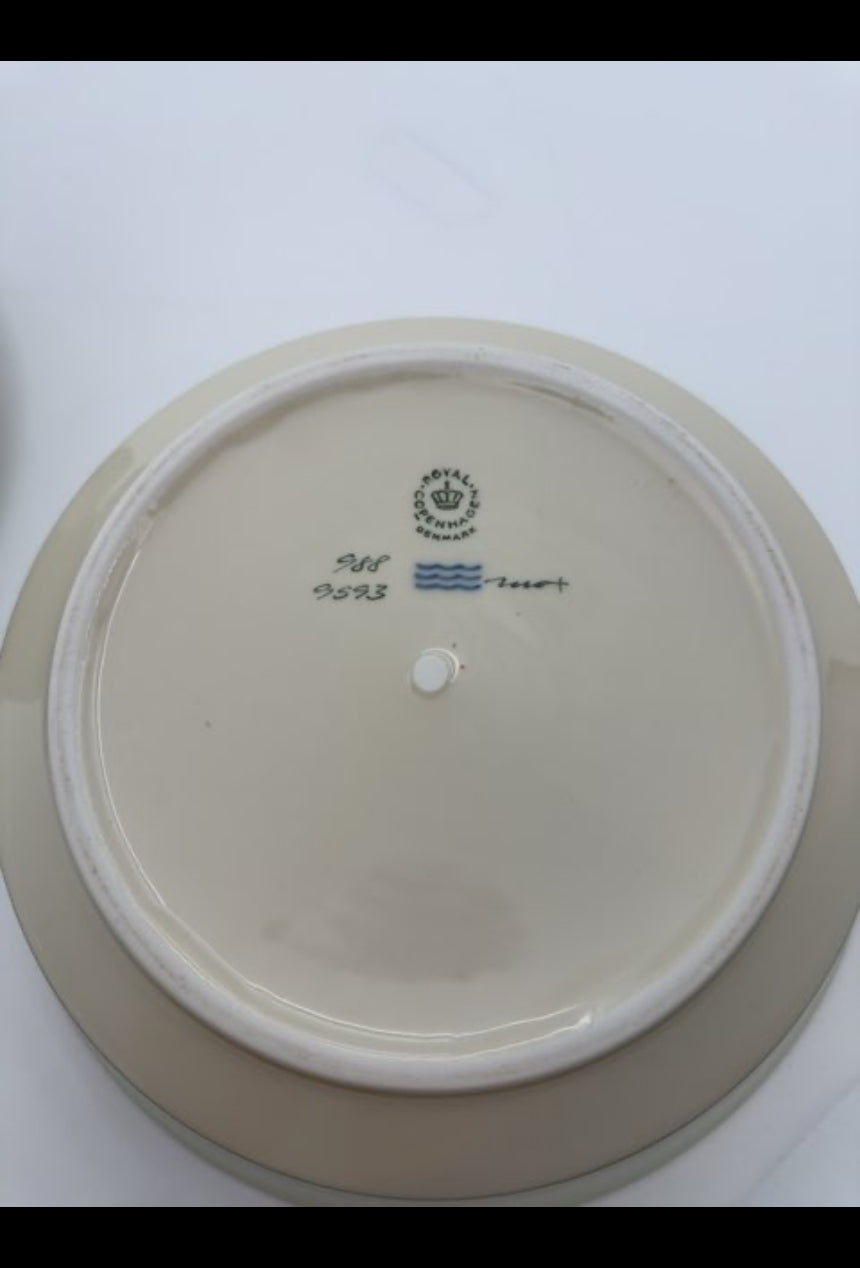 ROYAL COPENHAGEN
DENMARK
988
9593